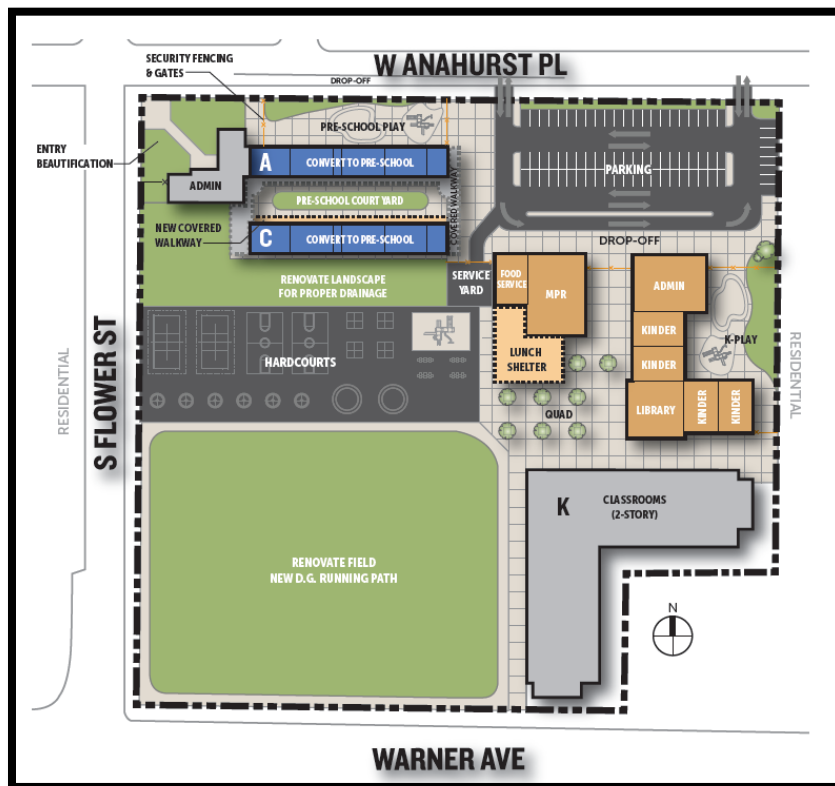 W ANAHURST PL
SECURITY FENCING
& GATES
DROP-OFF
PRE-SCHOOL PLAY
ENTRY
BEAUTIFICATION
A
CONVERT TO PRE-SCHOOL
PARKING
ADMIN
PRE-SCHOOL COURT YARD
COVERED WALKWAY
NEW COVERED
WALKWAY
C
CONVERT TO PRE-SCHOOL
DROP-OFF
RENOVATE LANDSCAPE
FOR PROPER DRAINAGE
SERVICE
YARD
FOOD
SERVICE
MPR
ADMIN
KINDER
K-PLAY
KINDER
LUNCH
SHELTER
HARDCOURTS
QUAD
LIBRARY
KINDER
KINDER
RESIDENTIAL
RESIDENTIAL
S FLOWER ST
K
CLASSROOMS
(2-STORY)
RENOVATE FIELD
NEW D.G. RUNNING PATH
N
WARNER AVE